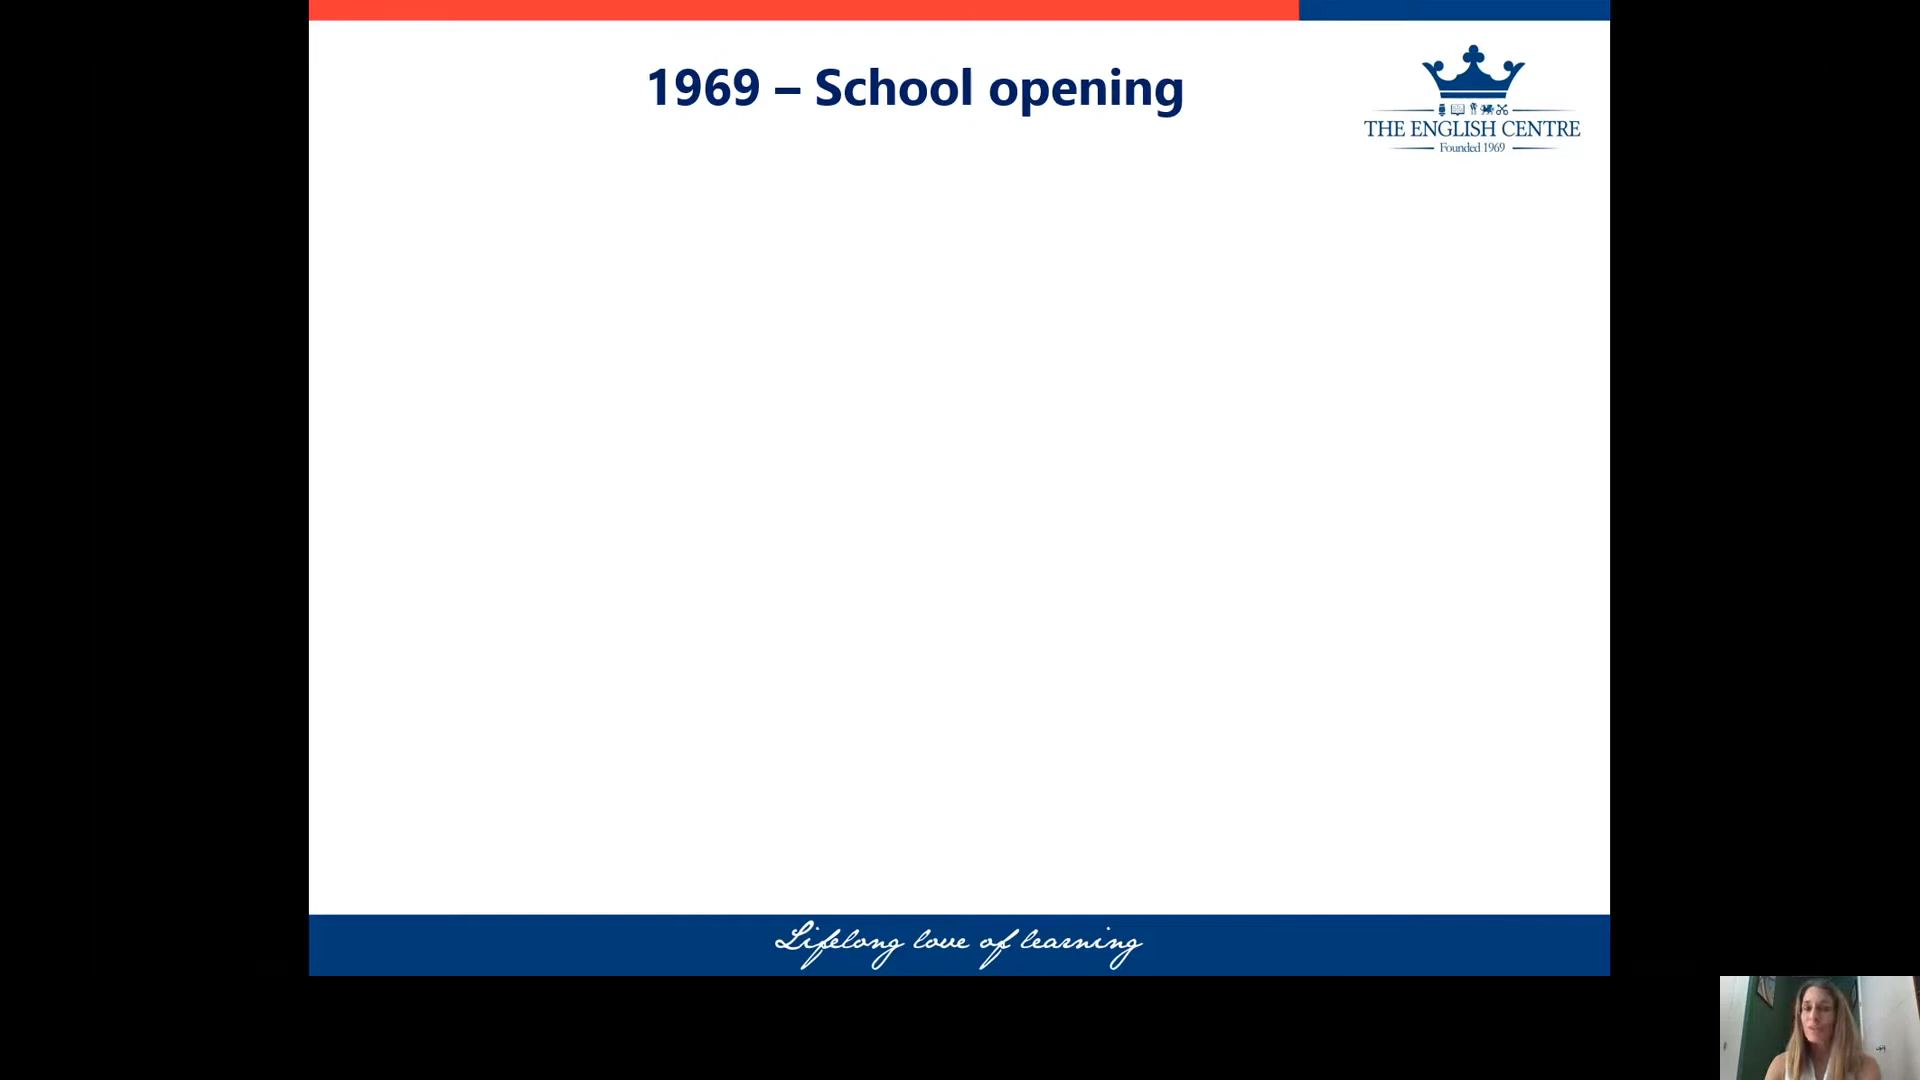 1969 – School opening
THE ENGLISH CENTRE
Founded 1969
Lifelong love of learning